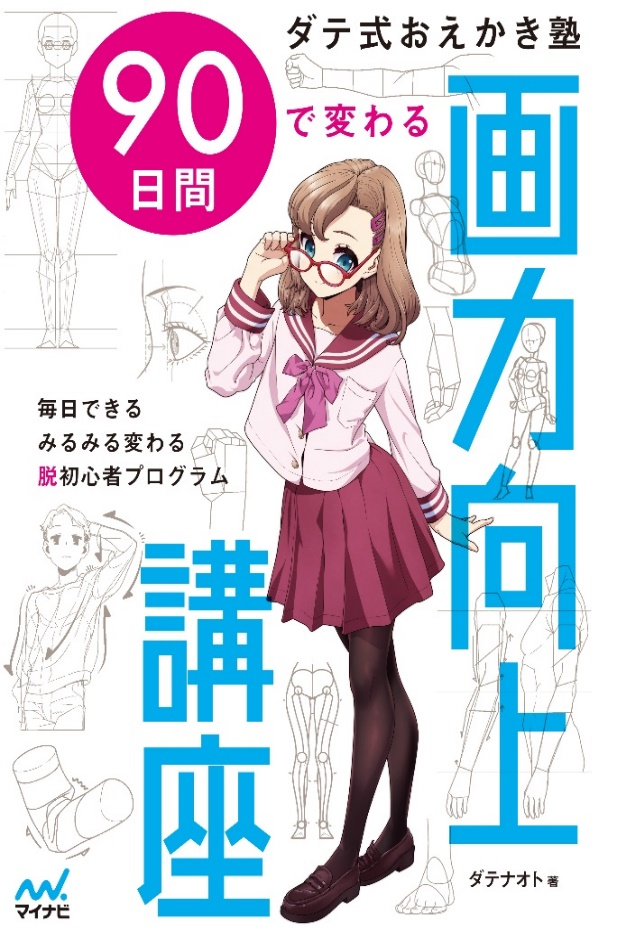 ダテ式おえかき塾
90
日間
で変わる
画力向上
講座
毎日できる
みるみる変わる
脱初心者プログラム
ダテナオト 著
マイナビ